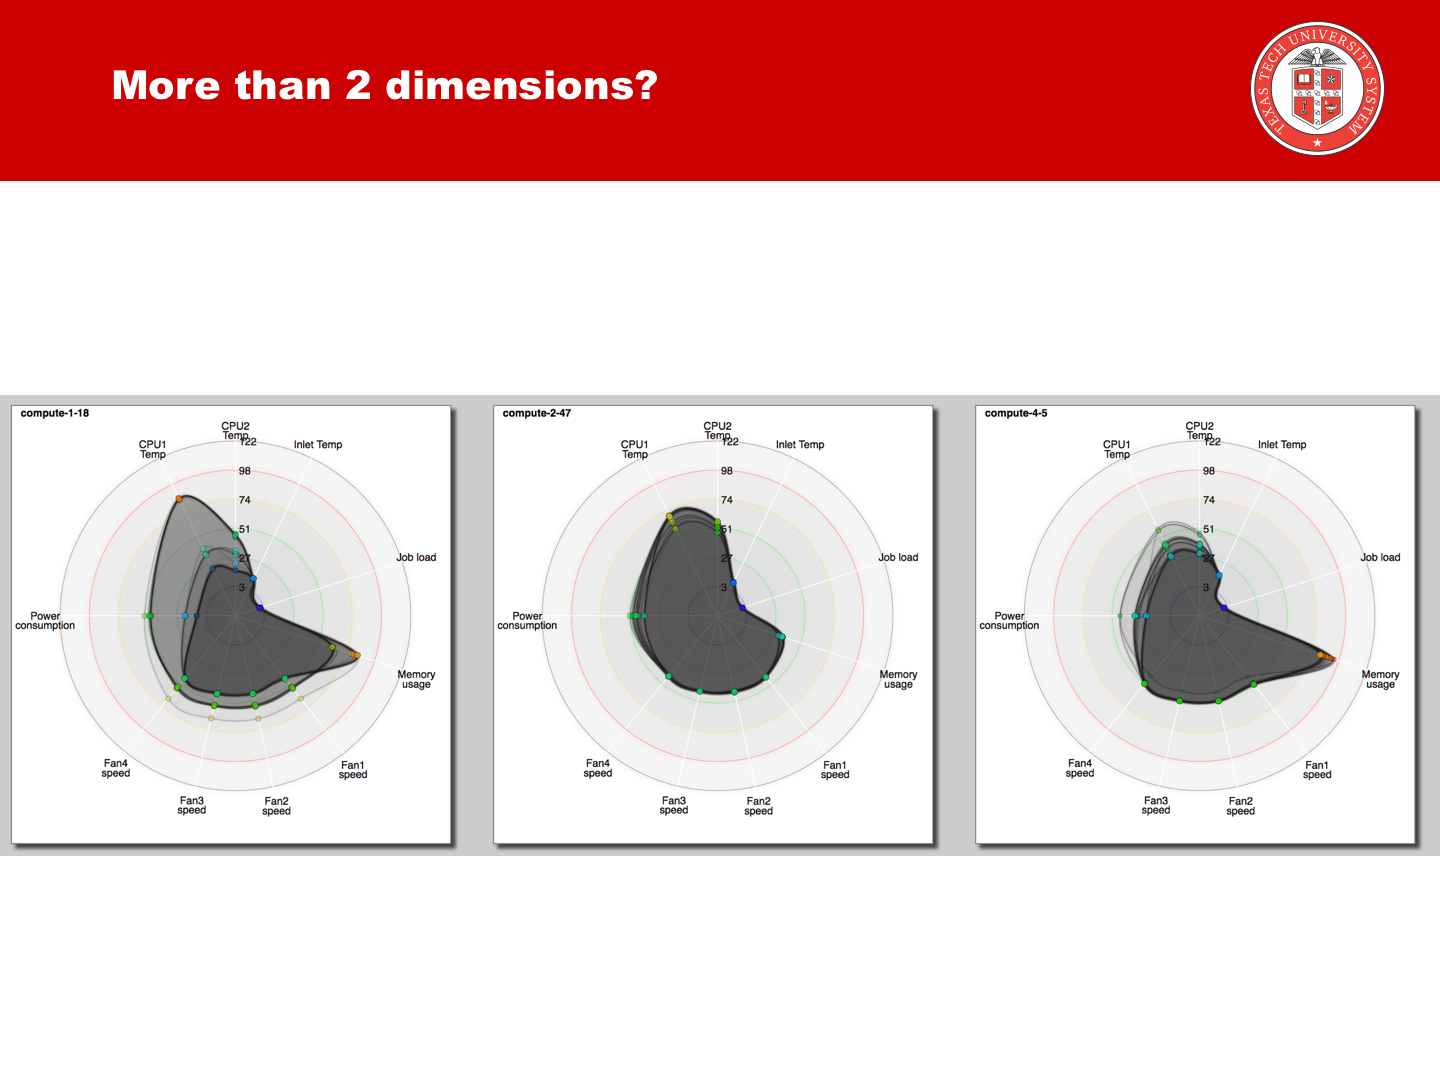 More than 2 dimensions?
TEXAS TECH UNIVERSITY SYSTEM
compute-1-18
CPU2
Temp
122
CPU1
Temp
Inlet Temp
98
74
51
27
3
Job load
Power
consumption
Memory
usage
Fan4
speed
Fan1
speed
Fan3
speed
Fan2
speed
compute-2-47
CPU2
Temp
122
CPU1
Temp
Inlet Temp
98
74
51
27
3
Job load
Power
consumption
Memory
usage
Fan4
speed
Fan1
speed
Fan3
speed
Fan2
speed
compute-4-5
CPU2
Temp
122
CPU1
Temp
Inlet Temp
98
74
51
27
3
Job load
Power
consumption
Memory
usage
Fan4
speed
Fan1
speed
Fan3
speed
Fan2
speed